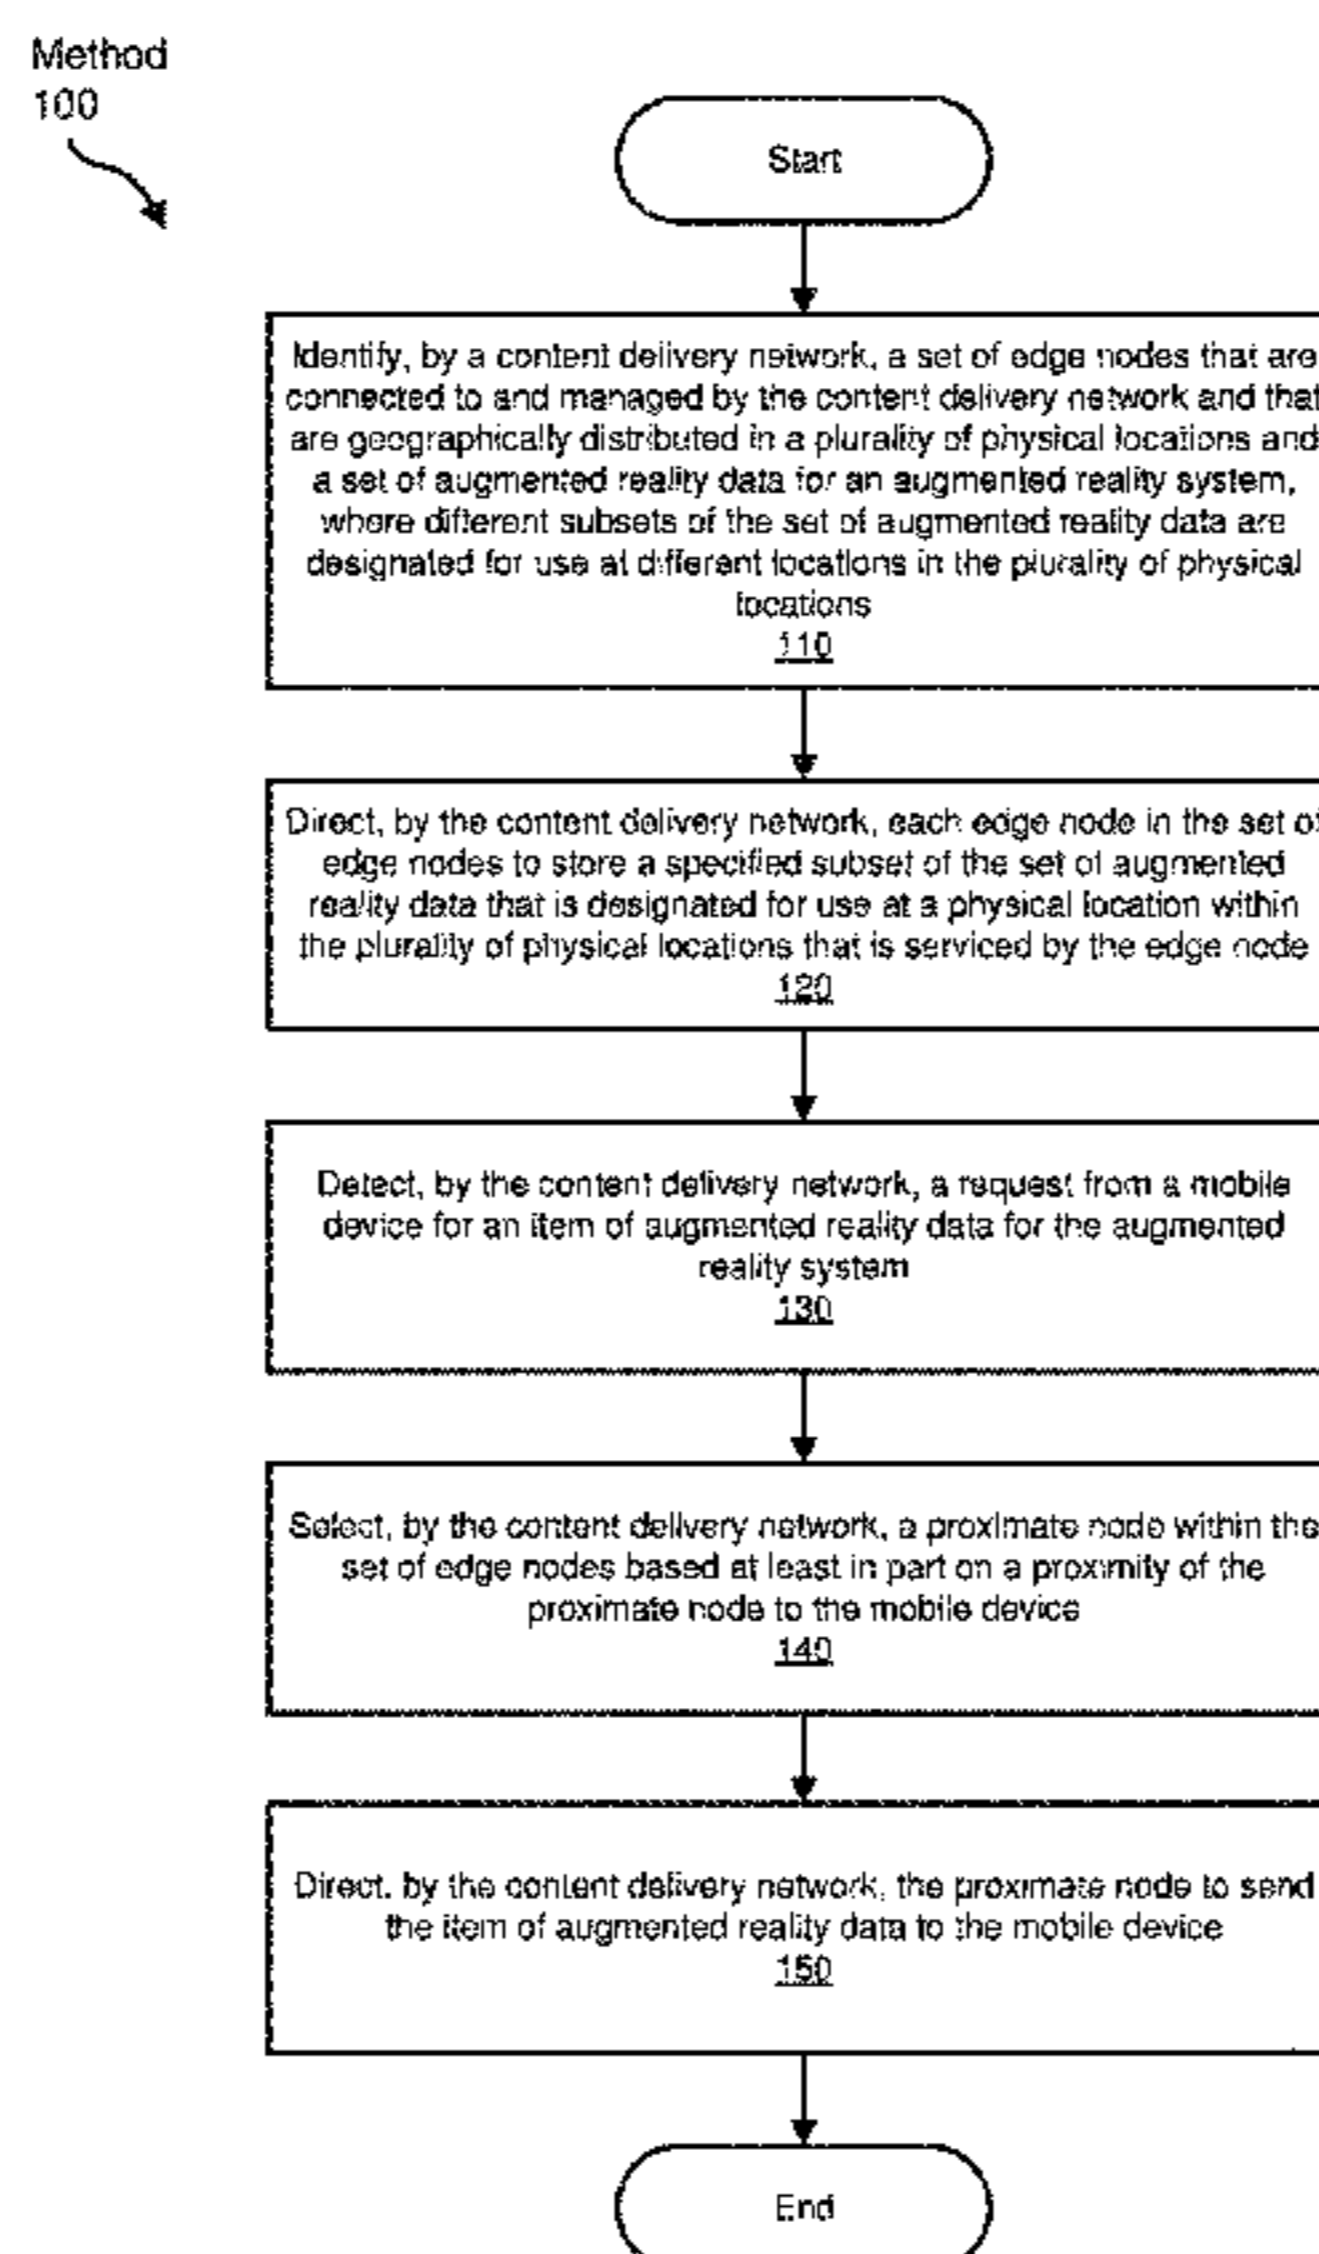 Method
100
Start
Identify, by a content delivery network, a set of edge nodes that are
connected to and managed by the content delivery network and that
are geographically distributed in a plurality of physical locations and
a set of augmented reality data for an augmented reality system,
where different subsets of the set of augmented reality data are
designated for use at different locations in the plurality of physical
locations
110
Direct, by the content delivery network, each edge node in the set of
edge nodes to store a specified subset of the set of augmented
reality data that is designated for use at a physical location within
the plurality of physical locations that is serviced by the edge node
120
Detect, by the content delivery network, a request from a mobile
device for an item of augmented reality data for the augmented
reality system
130
Select, by the content delivery network, a proximate node within the
set of edge nodes based at least in part on a proximity of the
proximate node to the mobile device
140
Direct, by the content delivery network, the proximate node to send
the item of augmented reality data to the mobile device
150
End